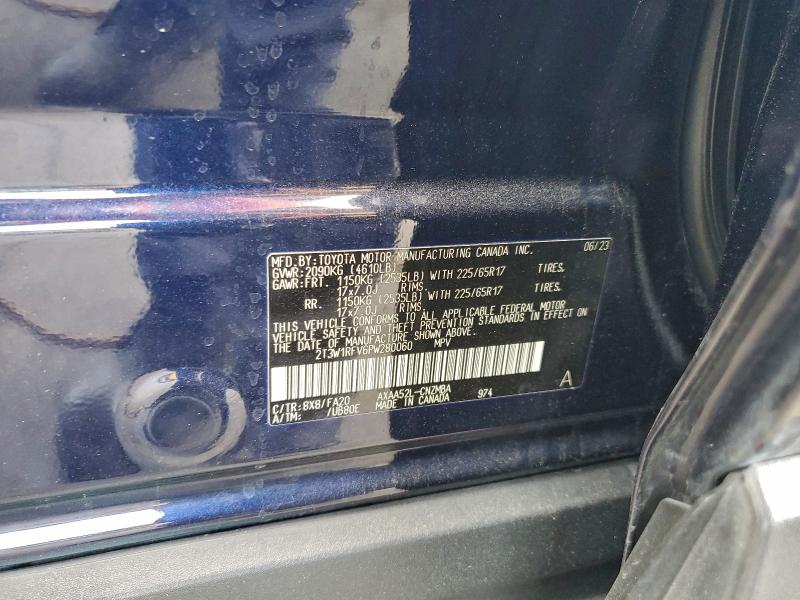 MFD.BY:TOYOTA MOTOR MANUFACTURING CANADA INC. 06/23
GVWR:2090KG (4610LB)
GAWR:FRT. 1150KG (2535LB) WITH 225/65R17 TIRES,
17x7.0J RIMS
RR. 1150KG (2535LB) WITH 225/65R17 TIRES,
17x7.0J RIMS
THIS VEHICLE CONFORMS TO ALL APPLICABLE FEDERAL MOTOR
VEHICLE SAFETY AND THEFT PREVENTION STANDARDS IN EFFECT ON
THE DATE OF MANUFACTURE SHOWN ABOVE.
2T3W1RFV6PW280060 MPV
C/TR:8X8/FA20 AXAA52L-CNZMBA 974 A
A/TM: /UB80E MADE IN CANADA